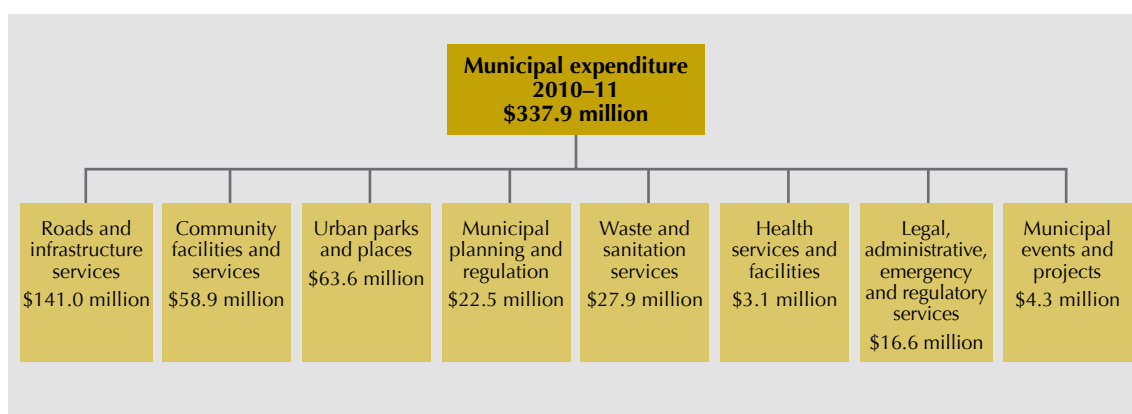 Municipal expenditure
2010–11
$337.9 million
Roads and
infrastructure
services
$141.0 million
Community
facilities and
services
$58.9 million
Urban parks
and places
$63.6 million
Municipal
planning and
regulation
$22.5 million
Waste and
sanitation
services
$27.9 million
Health
services and
facilities
$3.1 million
Legal,
administrative,
emergency
and regulatory
services
$16.6 million
Municipal
events and
projects
$4.3 million